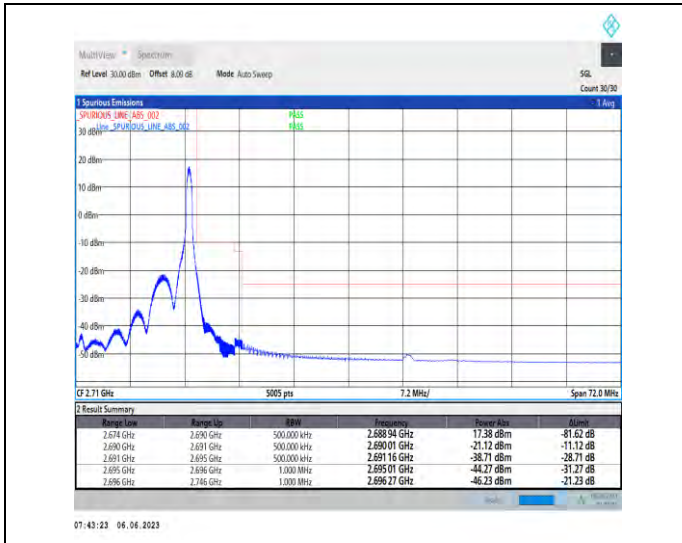 MultiView Spectrum
Ref Level 30.00 dBm Offset 8.00 dB Mode Auto Sweep SGL
Count 30/30
1 Spurious Emissions 1 Avg
_SPURIOUS_LINE_ABS_002 PASS
Line _SPURIOUS_LINE_ABS_002 PASS
30 dBm
20 dBm
10 dBm
0 dBm
-10 dBm
-20 dBm
-30 dBm
-40 dBm
-50 dBm
CF 2.71 GHz 5005 pts 7.2 MHz/ Span 72.0 MHz
2 Result Summary
Range Low Range Up RBW Frequency Power Abs ΔLimit
2.674 GHz 2.690 GHz 500.000 kHz 2.688 94 GHz 17.38 dBm -81.62 dB
2.690 GHz 2.691 GHz 500.000 kHz 2.690 01 GHz -21.12 dBm -11.12 dB
2.691 GHz 2.695 GHz 500.000 kHz 2.691 16 GHz -38.71 dBm -28.71 dB
2.695 GHz 2.696 GHz 1.000 MHz 2.695 01 GHz -44.27 dBm -31.27 dB
2.696 GHz 2.746 GHz 1.000 MHz 2.696 27 GHz -46.23 dBm -21.23 dB
07:43:23 06.06.2023